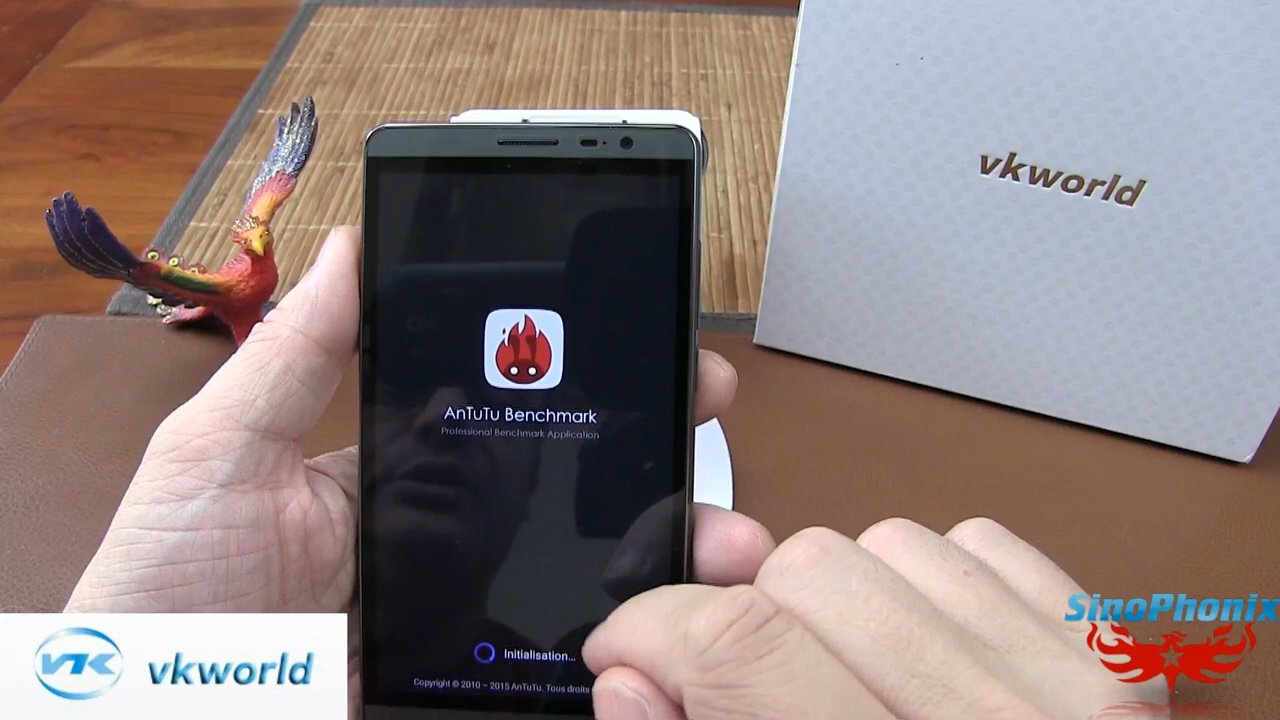 vkworld
AnTuTu Benchmark
Professional Benchmark Application
Initialisation...
Copyright © 2010 – 2015 AnTuTu. Tous droits
SinoPhonix
VK vkworld